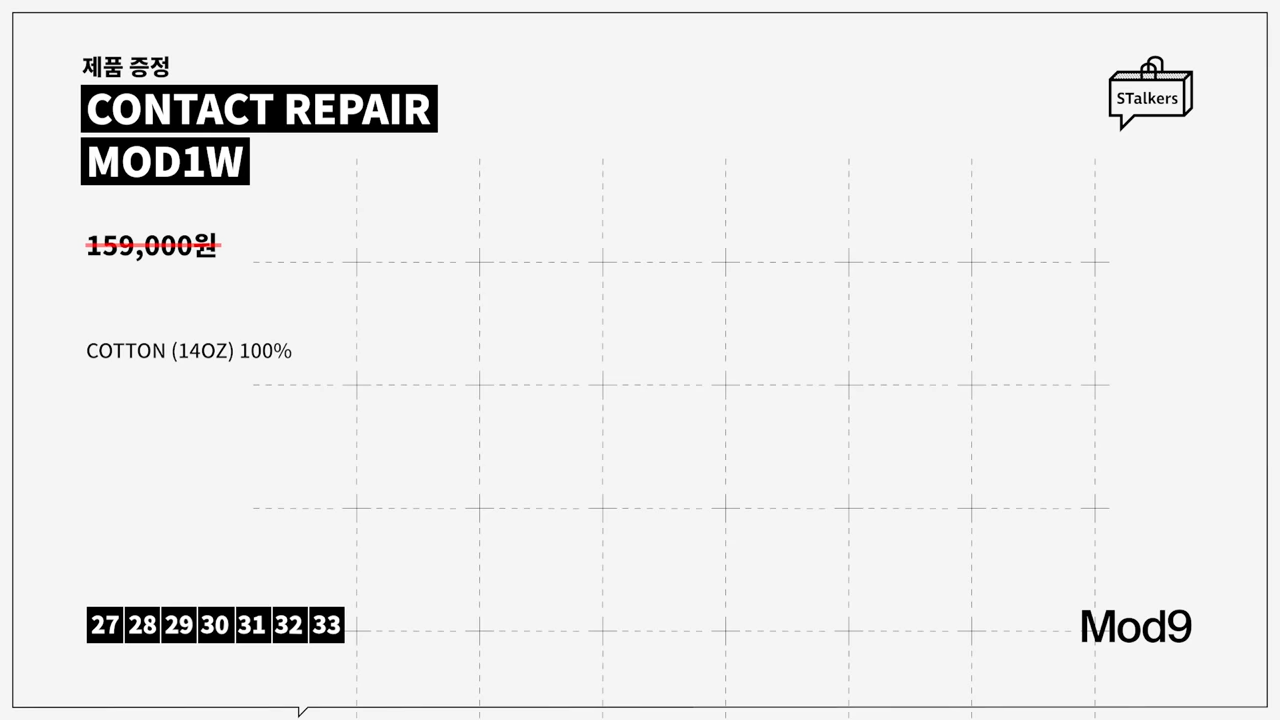 제품 증정
CONTACT REPAIR
MOD1W
STalkers
159,000원
COTTON (14OZ) 100%
27 28 29 30 31 32 33
Mod9